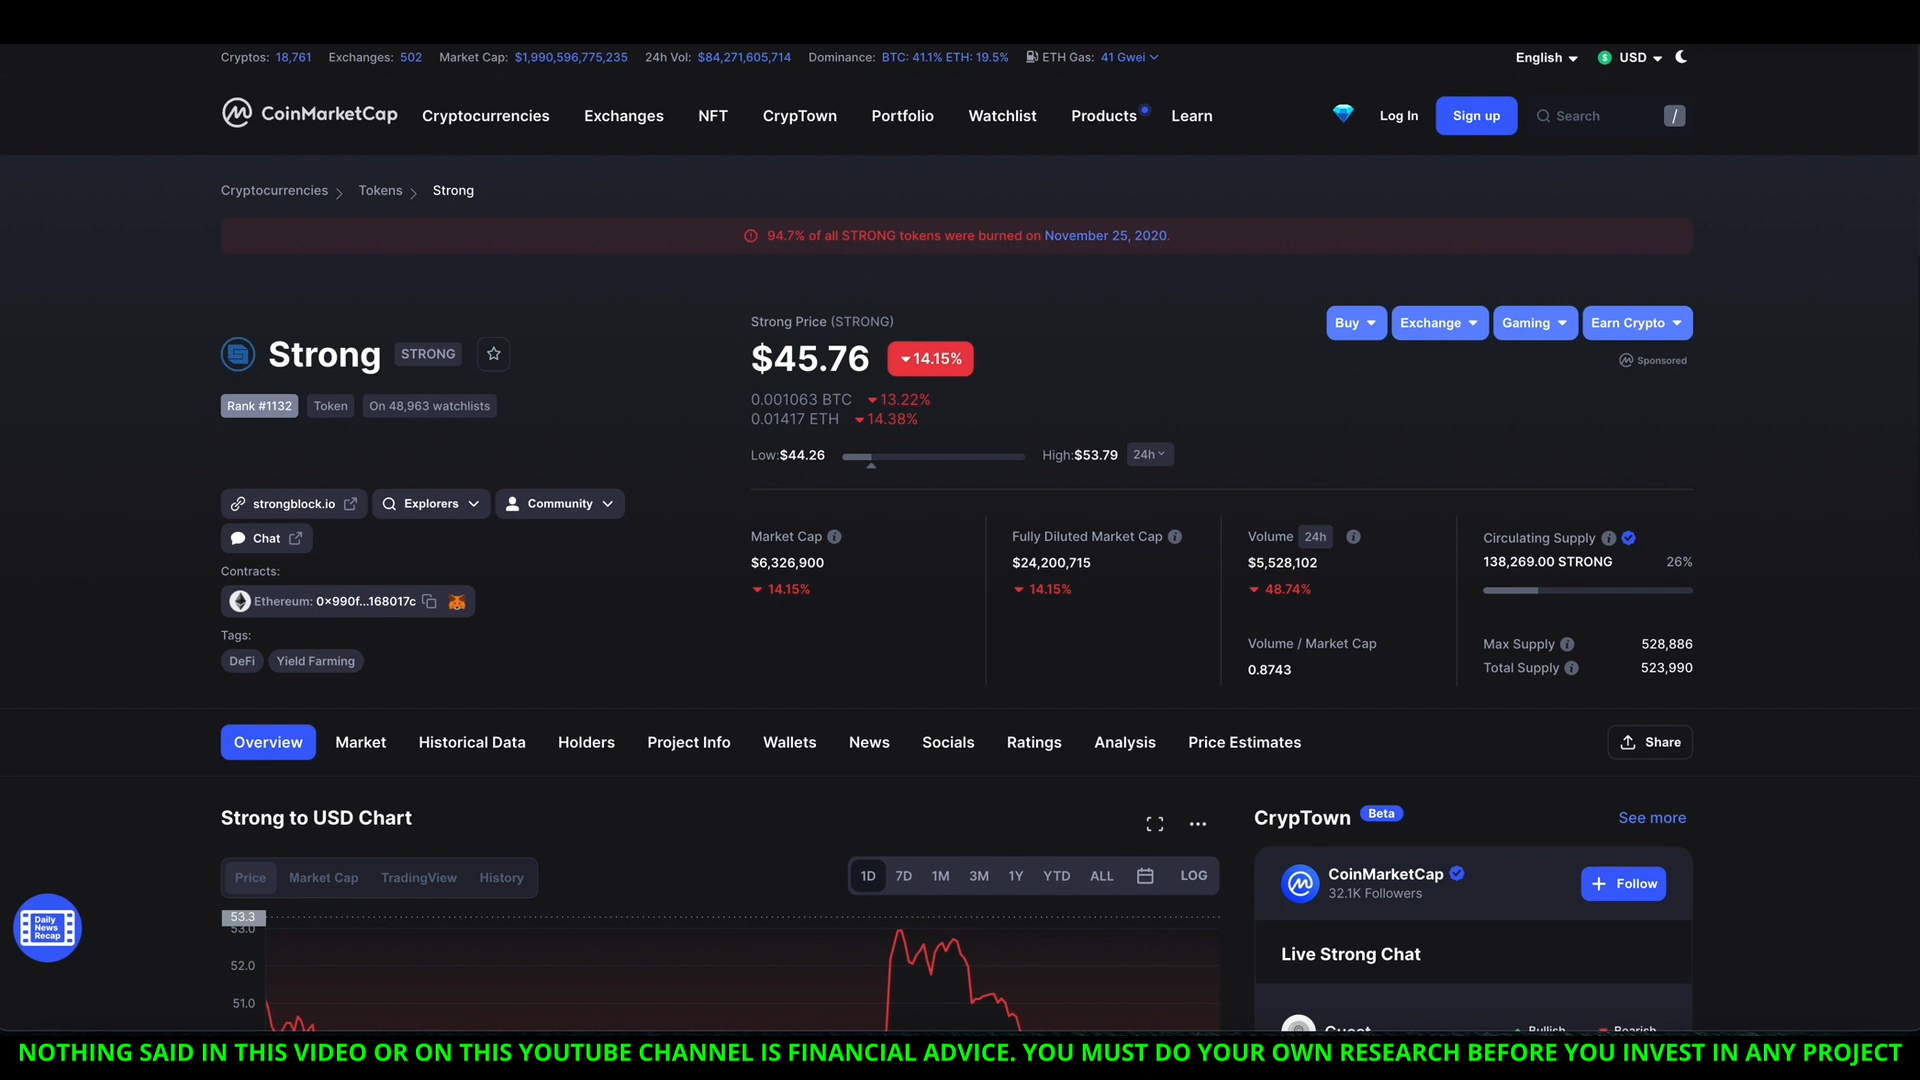 Cryptos: 18,761 Exchanges: 502 Market Cap: $1,990,596,775,235 24h Vol: $84,271,605,714 Dominance: BTC: 41.1% ETH: 19.5% ETH Gas: 41 Gwei English USD
CoinMarketCap Cryptocurrencies Exchanges NFT CrypTown Portfolio Watchlist Products Learn Log In Sign up Search /
Cryptocurrencies Tokens Strong
94.7% of all STRONG tokens were burned on November 25, 2020.
Strong Price (STRONG)
Buy Exchange Gaming Earn Crypto
Strong STRONG
$45.76 14.15%
Sponsored
Rank #1132 Token On 48,963 watchlists
0.001063 BTC 13.22%
0.01417 ETH 14.38%
Low:$44.26 High:$53.79 24h
strongblock.io Explorers Community
Chat
Contracts:
Ethereum: 0x990f...168017c
Tags:
DeFi Yield Farming
Market Cap
$6,326,900
14.15%
Fully Diluted Market Cap
$24,200,715
14.15%
Volume 24h
$5,528,102
48.74%
Volume / Market Cap
0.8743
Circulating Supply
138,269.00 STRONG 26%
Max Supply 528,886
Total Supply 523,990
Overview Market Historical Data Holders Project Info Wallets News Socials Ratings Analysis Price Estimates Share
Strong to USD Chart
Price Market Cap TradingView History
1D 7D 1M 3M 1Y YTD ALL LOG
53.3
53.0
52.0
51.0
CrypTown Beta See more
CoinMarketCap
32.1K Followers
Follow
Live Strong Chat
Guest Bullish Bearish
Daily
News
Recap
NOTHING SAID IN THIS VIDEO OR ON THIS YOUTUBE CHANNEL IS FINANCIAL ADVICE. YOU MUST DO YOUR OWN RESEARCH BEFORE YOU INVEST IN ANY PROJECT